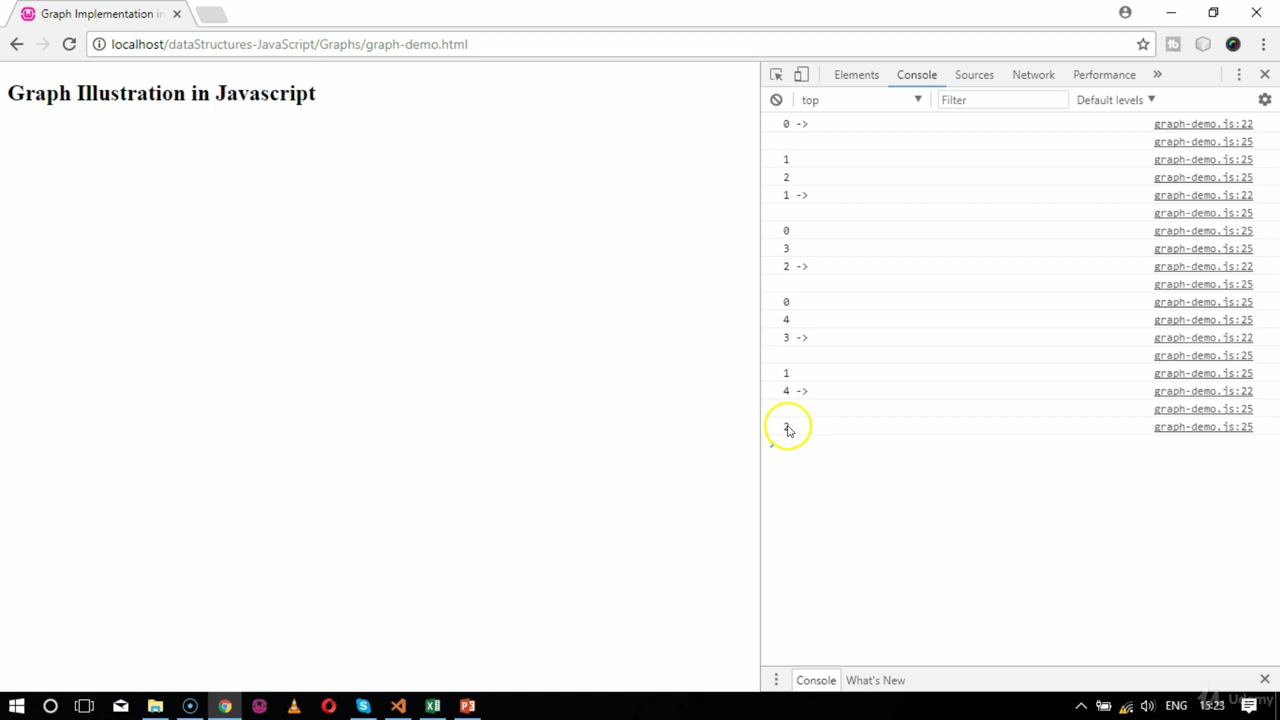 Graph Implementation in
localhost/dataStructures-JavaScript/Graphs/graph-demo.html
Graph Illustration in Javascript
Elements Console Sources Network Performance »
top Filter Default levels
0 -> graph-demo.js:22
graph-demo.js:25
1 graph-demo.js:25
2 graph-demo.js:25
1 -> graph-demo.js:22
graph-demo.js:25
0 graph-demo.js:25
3 graph-demo.js:25
2 -> graph-demo.js:22
graph-demo.js:25
0 graph-demo.js:25
4 graph-demo.js:25
3 -> graph-demo.js:22
graph-demo.js:25
1 graph-demo.js:25
4 -> graph-demo.js:22
graph-demo.js:25
2 graph-demo.js:25
Console What's New
ENG 15:23
Udemy